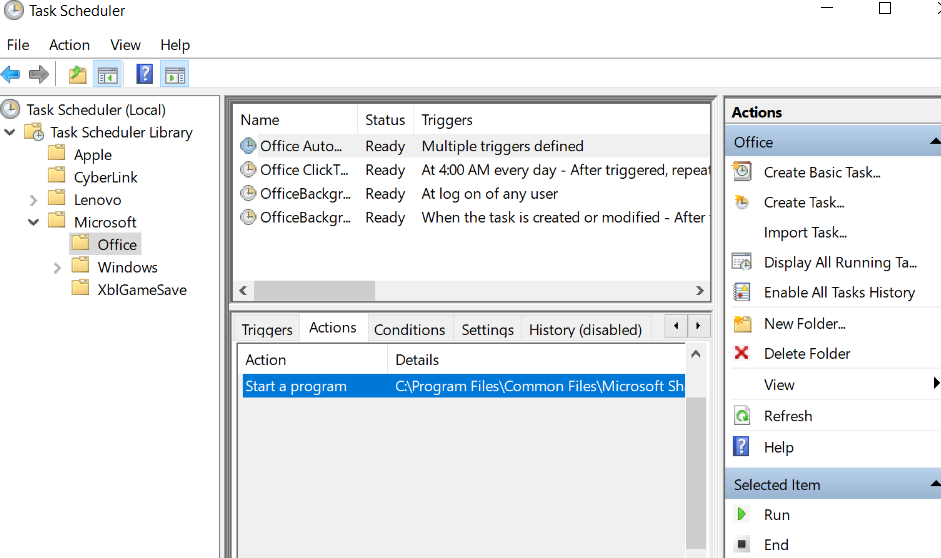 Task Scheduler
File Action View Help
Task Scheduler (Local)
Task Scheduler Library
Apple
CyberLink
Lenovo
Microsoft
Office
Windows
XblGameSave
Name Status Triggers
Office Auto... Ready Multiple triggers defined
Office ClickT... Ready At 4:00 AM every day - After triggered, repeat
OfficeBackgr... Ready At log on of any user
OfficeBackgr... Ready When the task is created or modified - After
Triggers Actions Conditions Settings History (disabled)
Action Details
Start a program C:\Program Files\Common Files\Microsoft Sh
Actions
Office
Create Basic Task...
Create Task...
Import Task...
Display All Running Ta...
Enable All Tasks History
New Folder...
Delete Folder
View
Refresh
Help
Selected Item
Run
End